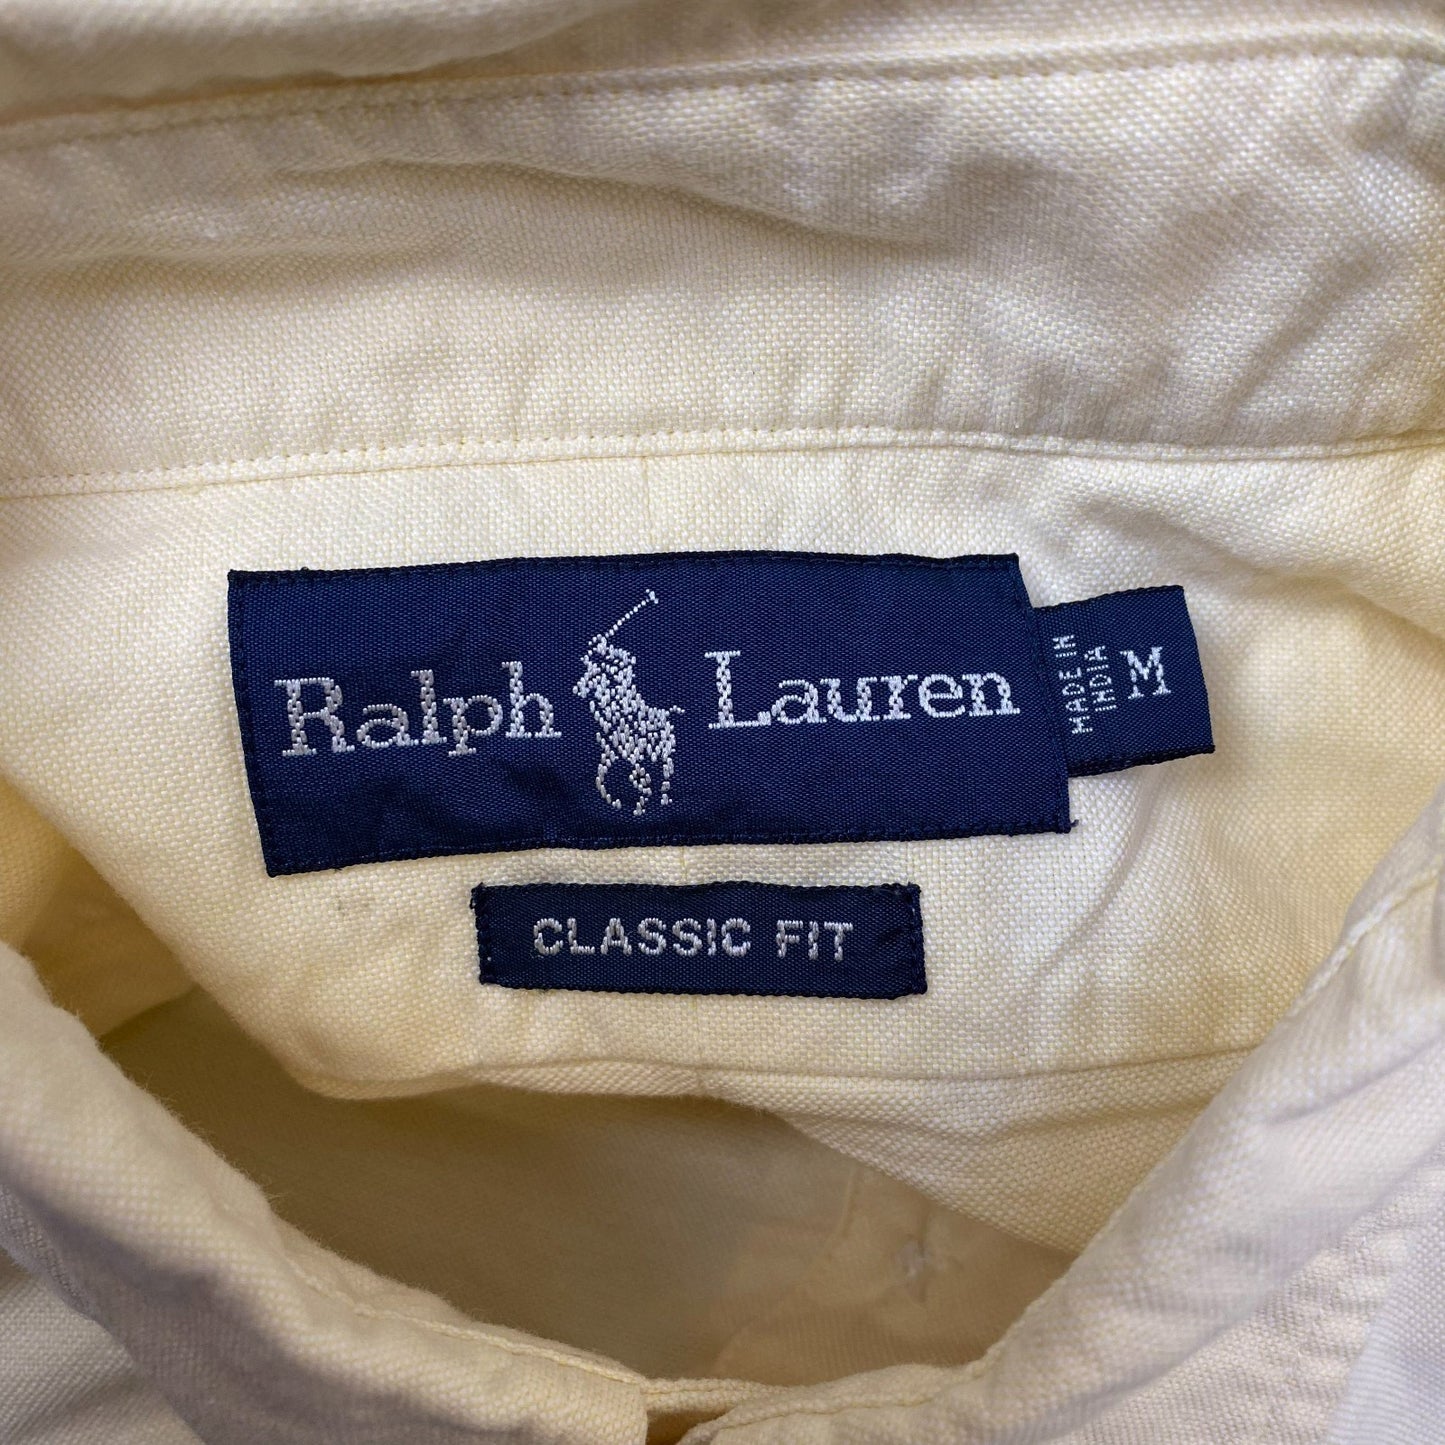 Ralph Lauren
MADE IN
INDIA
M
CLASSIC FIT